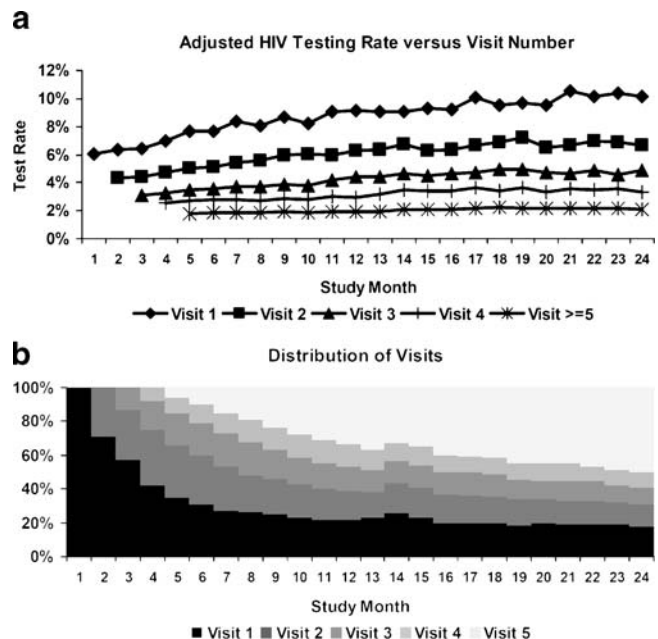 a
Adjusted HIV Testing Rate versus Visit Number
12%
10%
8%
6%
4%
2%
0%
Test Rate
1 2 3 4 5 6 7 8 9 10 11 12 13 14 15 16 17 18 19 20 21 22 23 24
Study Month
Visit 1 Visit 2 Visit 3 Visit 4 Visit >=5
b
Distribution of Visits
100%
80%
60%
40%
20%
0%
1 2 3 4 5 6 7 8 9 10 11 12 13 14 15 16 17 18 19 20 21 22 23 24
Study Month
Visit 1 Visit 2 Visit 3 Visit 4 Visit 5